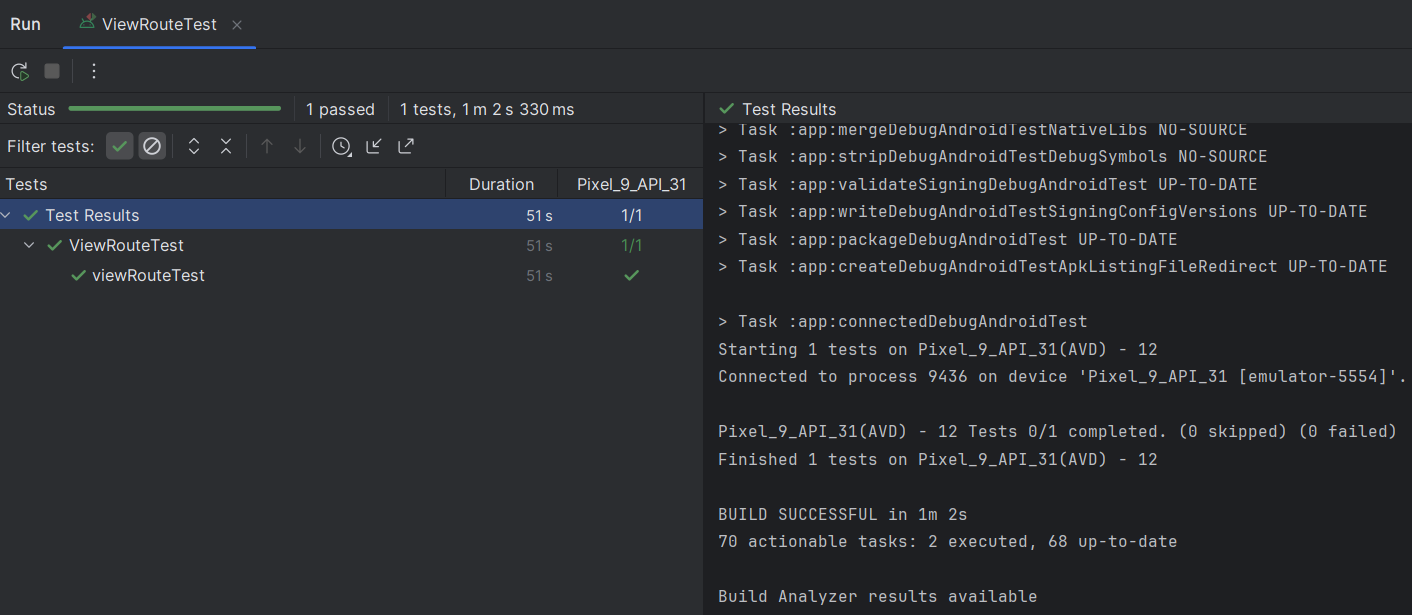 Run ViewRouteTest
Status 1 passed 1 tests, 1 m 2 s 330 ms
Filter tests:
Tests Duration Pixel_9_API_31
Test Results 51 s 1/1
ViewRouteTest 51 s 1/1
viewRouteTest 51 s
Test Results
> Task :app:mergeDebugAndroidTestNativeLibs NO-SOURCE
> Task :app:stripDebugAndroidTestDebugSymbols NO-SOURCE
> Task :app:validateSigningDebugAndroidTest UP-TO-DATE
> Task :app:writeDebugAndroidTestSigningConfigVersions UP-TO-DATE
> Task :app:packageDebugAndroidTest UP-TO-DATE
> Task :app:createDebugAndroidTestApkListingFileRedirect UP-TO-DATE
> Task :app:connectedDebugAndroidTest
Starting 1 tests on Pixel_9_API_31(AVD) - 12
Connected to process 9436 on device 'Pixel_9_API_31 [emulator-5554]'.
Pixel_9_API_31(AVD) - 12 Tests 0/1 completed. (0 skipped) (0 failed)
Finished 1 tests on Pixel_9_API_31(AVD) - 12
BUILD SUCCESSFUL in 1m 2s
70 actionable tasks: 2 executed, 68 up-to-date
Build Analyzer results available